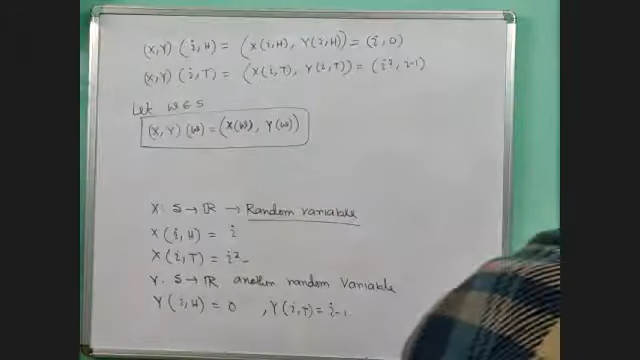 (X,Y) (i,H) = (X(i,H), Y(i,H)) = (i,0)
(X,Y) (i,T) = (X(i,T), Y(i,T)) = (i², i-1)
Let w∈S
(X,Y)(w) = (X(w), Y(w))
X: S→ℝ → Random variable
X(i,H) = i
X(i,T) = i²
Y: S→ℝ another random variable
Y(i,H) = 0 , Y(i,T) = i-1.